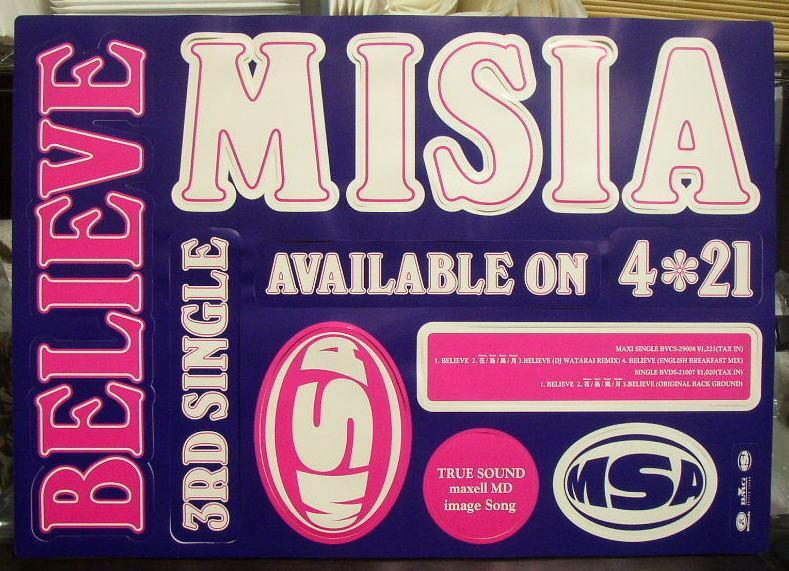 BELIEVE
MISIA
3RD SINGLE
AVAILABLE ON 4*21
MAXI SINGLE BVCS-29006 ¥1,223(TAX IN)
1. BELIEVE 2. 花/鳥/風/月 3.BELIEVE (DJ WATARAI REMIX) 4. BELIEVE (ENGLISH BREAKFAST MIX)
SINGLE BVDS-21007 ¥1,020(TAX IN)
1. BELIEVE 2. 花/鳥/風/月 3.BELIEVE (ORIGINAL BACK GROUND)
MSA
TRUE SOUND
maxell MD
image Song
MSA
BMG